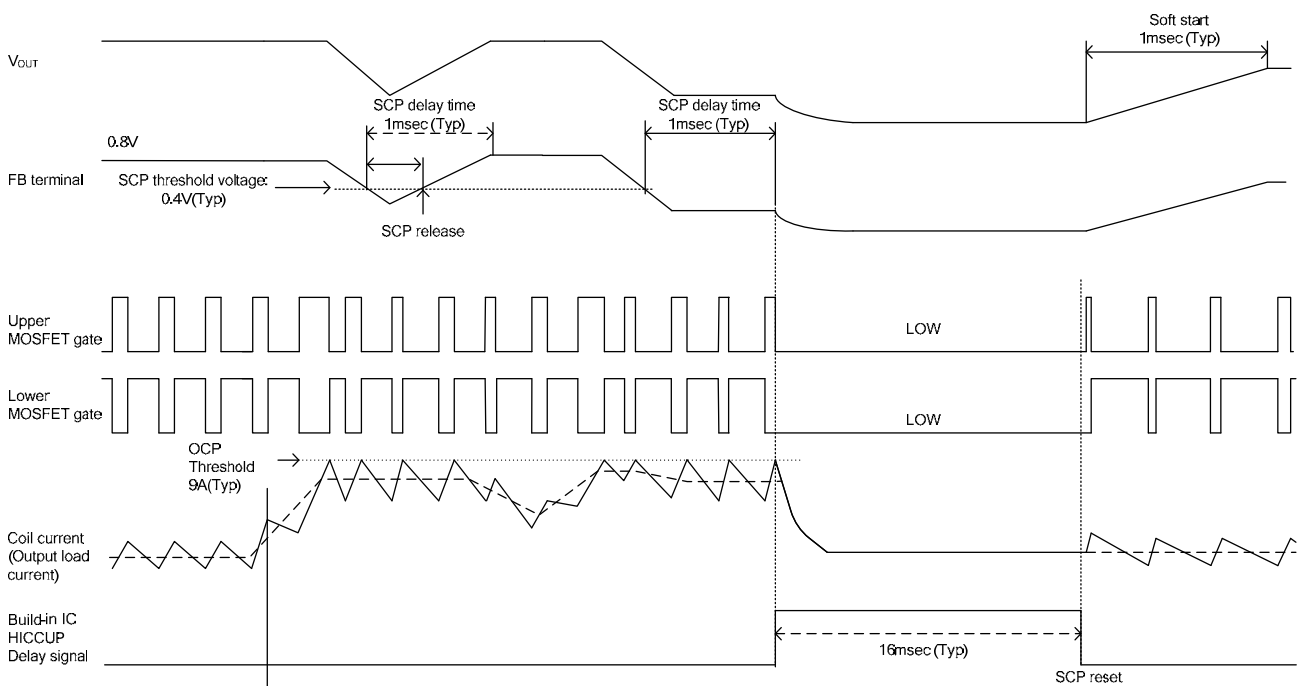 Soft start
1msec (Typ)
VOUT
SCP delay time
1msec (Typ)
SCP delay time
1msec (Typ)
0.8V
FB terminal
SCP threshold voltage:
0.4V(Typ)
SCP release
Upper
MOSFET gate
LOW
Lower
MOSFET gate
LOW
OCP
Threshold
9A(Typ)
Coil current
(Output load
current)
Build-in IC
HICCUP
Delay signal
16msec (Typ)
SCP reset